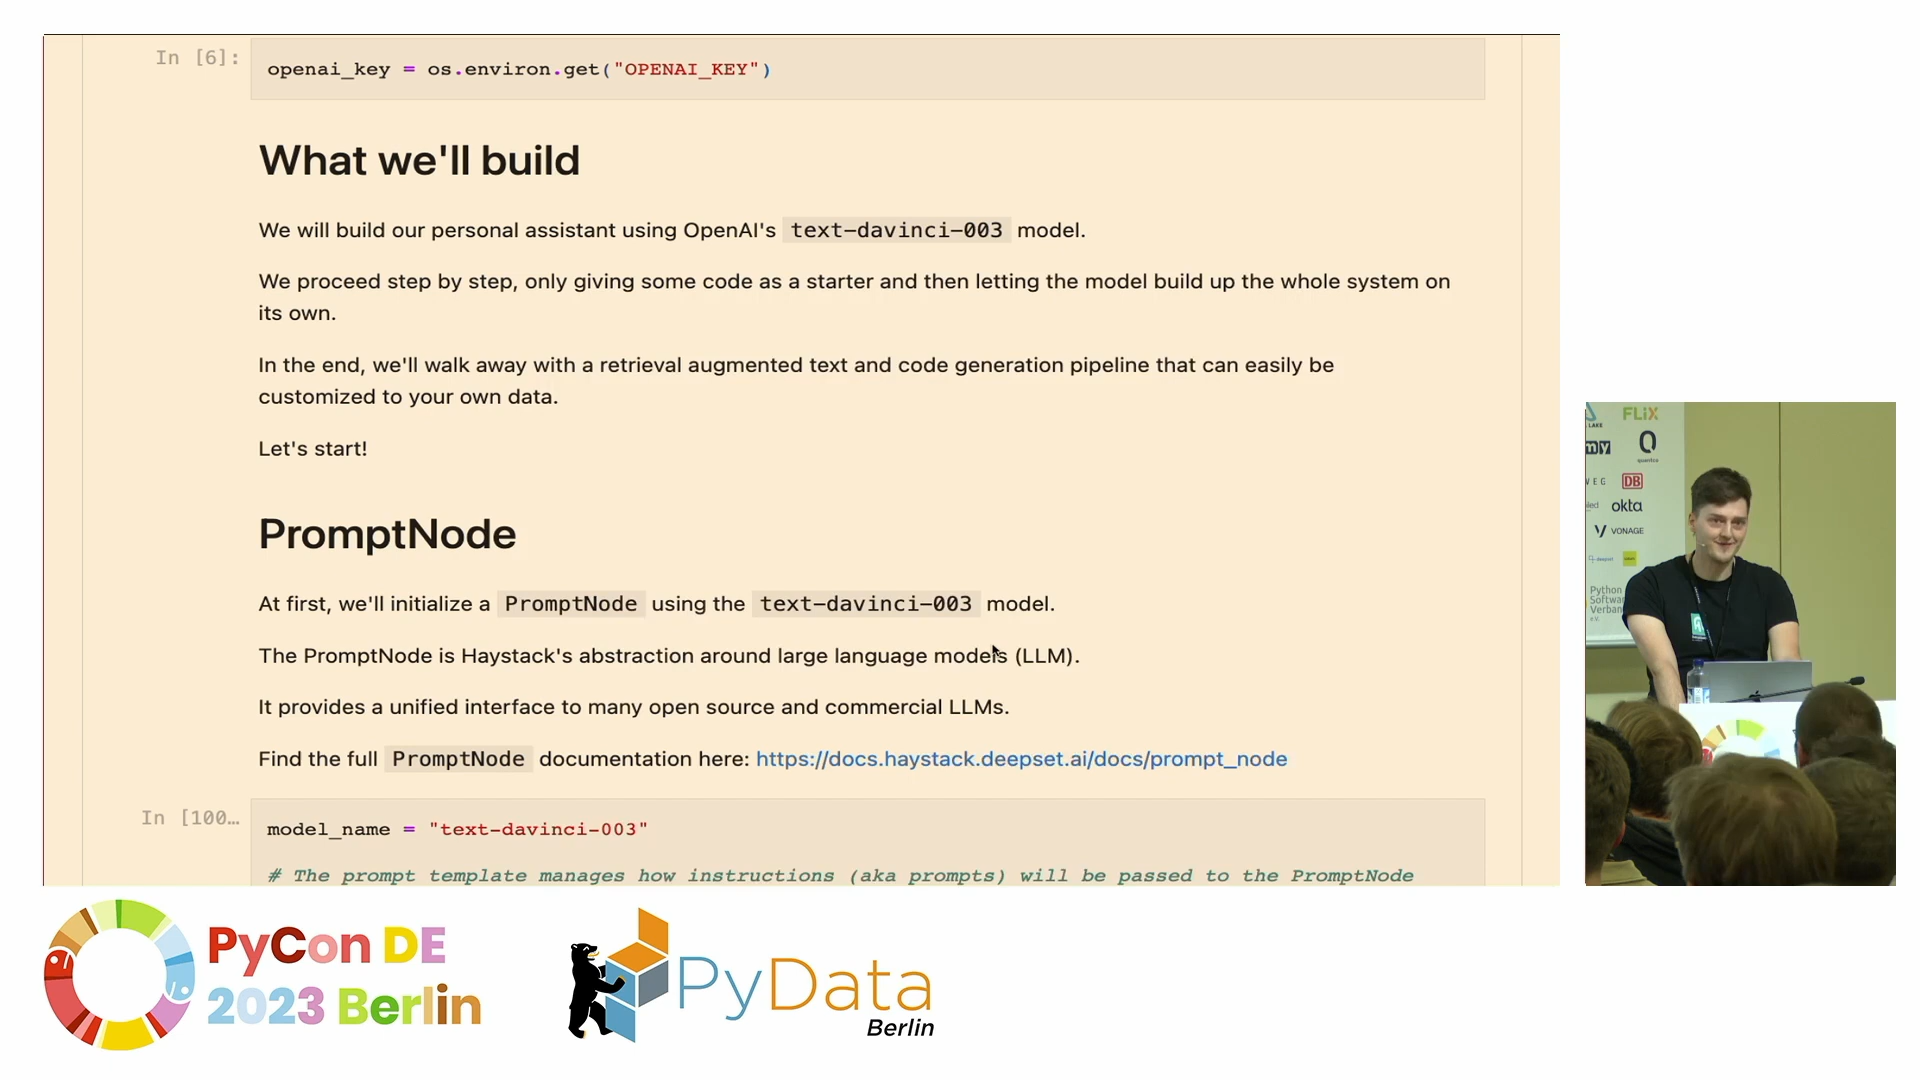 In [6]:
openai_key = os.environ.get("OPENAI_KEY")
What we'll build
We will build our personal assistant using OpenAI's text-davinci-003 model.
We proceed step by step, only giving some code as a starter and then letting the model build up the whole system on
its own.
In the end, we'll walk away with a retrieval augmented text and code generation pipeline that can easily be
customized to your own data.
Let's start!
PromptNode
At first, we'll initialize a PromptNode using the text-davinci-003 model.
The PromptNode is Haystack's abstraction around large language models (LLM).
It provides a unified interface to many open source and commercial LLMs.
Find the full PromptNode documentation here: https://docs.haystack.deepset.ai/docs/prompt_node
In [100…
model_name = "text-davinci-003"
# The prompt template manages how instructions (aka prompts) will be passed to the PromptNode
FLiX
LAKE
my
DB
okta
VONAGE
deepset
Python
Softwa
Verban
e.V.
PyCon DE
2023 Berlin
PyData
Berlin